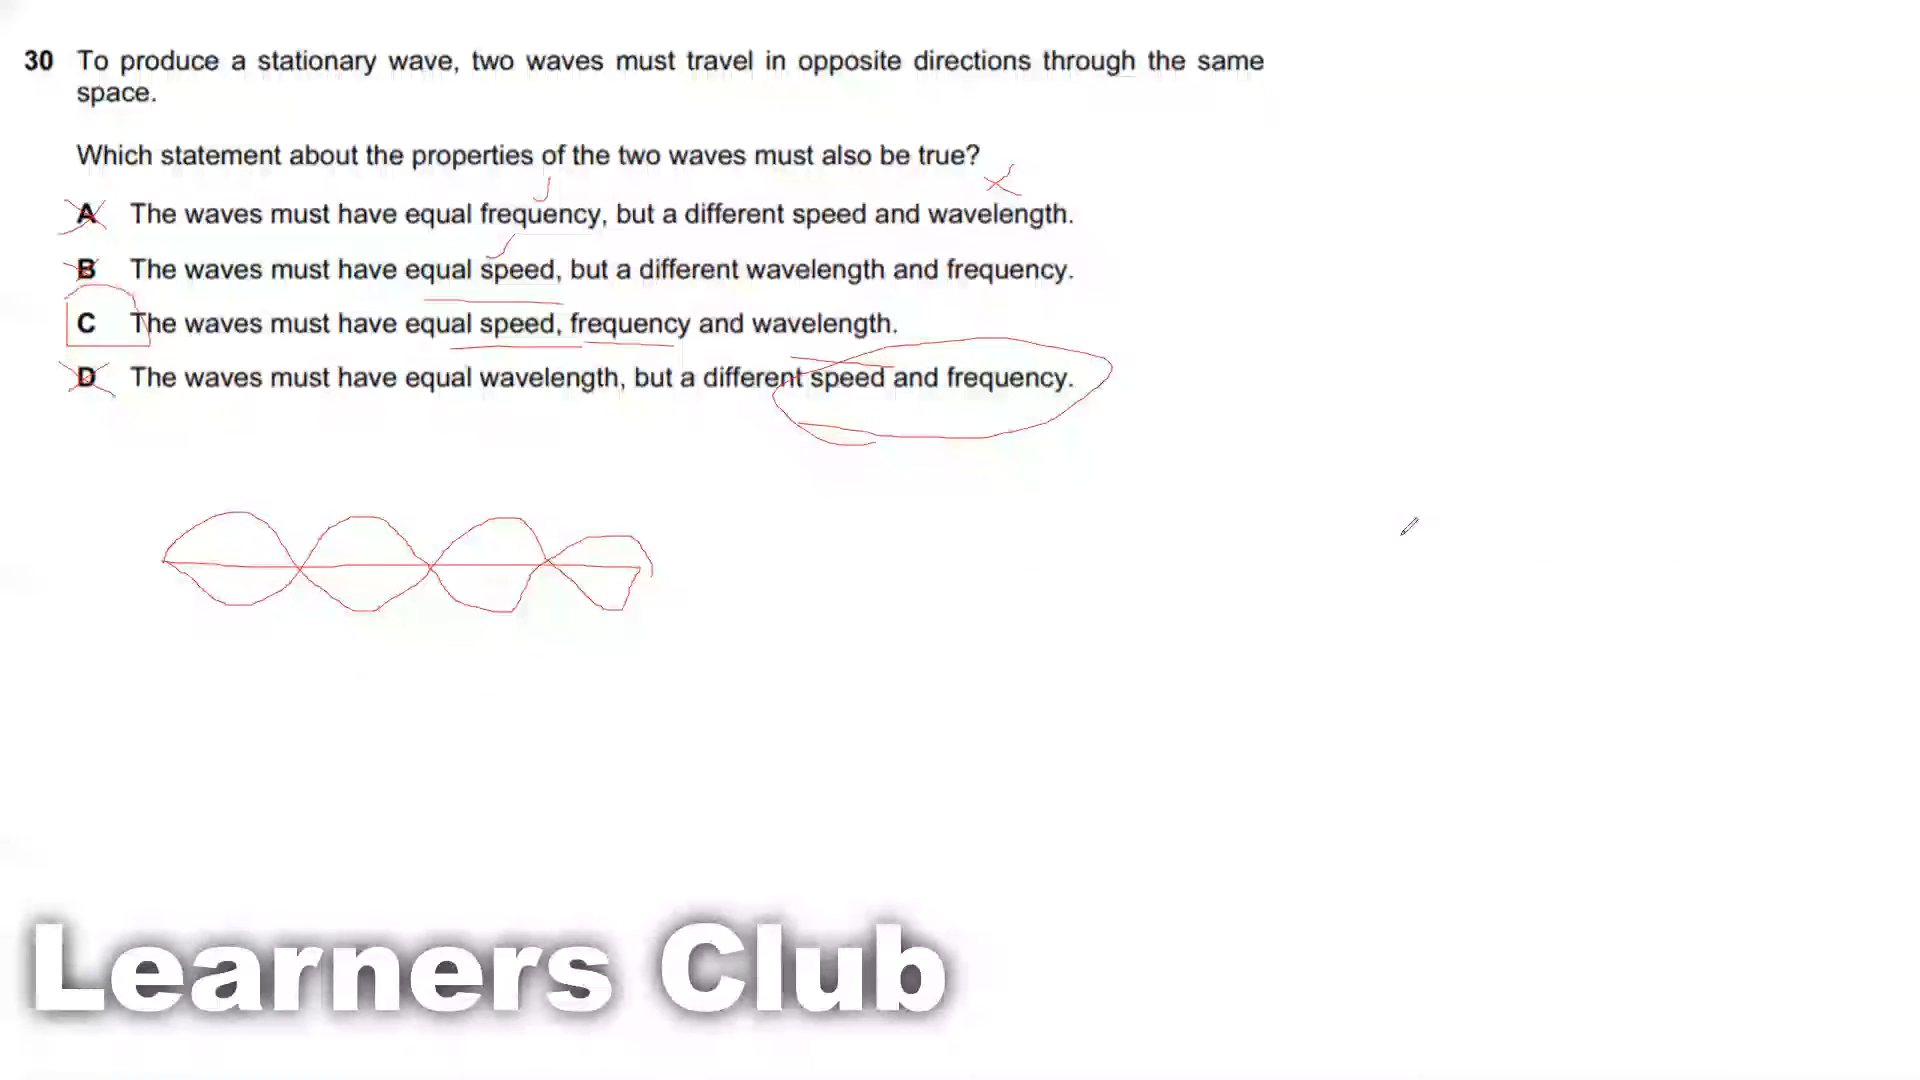 30 To produce a stationary wave, two waves must travel in opposite directions through the same
space.
Which statement about the properties of the two waves must also be true?
A The waves must have equal frequency, but a different speed and wavelength.
B The waves must have equal speed, but a different wavelength and frequency.
C The waves must have equal speed, frequency and wavelength.
D The waves must have equal wavelength, but a different speed and frequency.
Learners Club